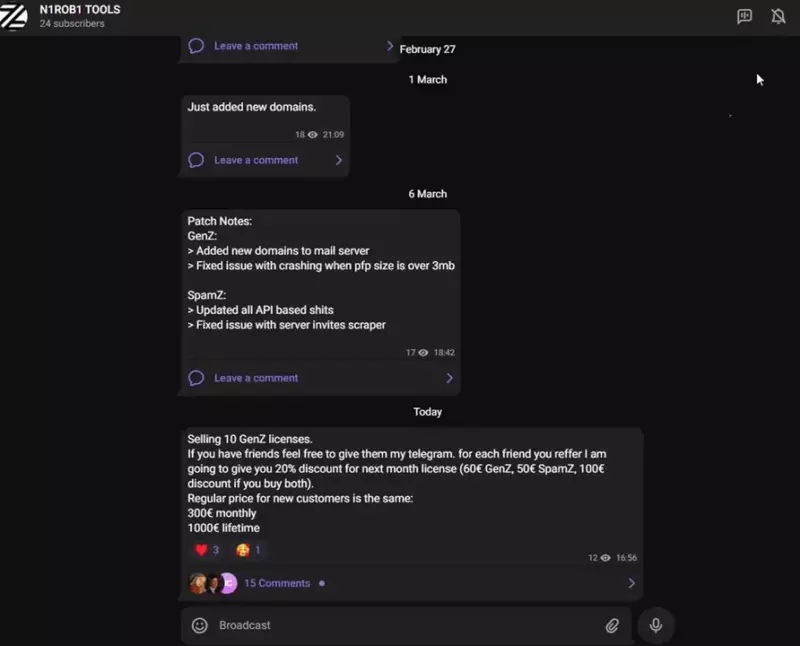 N1ROB1 TOOLS
24 subscribers
Leave a comment
February 27
1 March
Just added new domains.
18 21:09
Leave a comment
6 March
Patch Notes:
GenZ:
> Added new domains to mail server
> Fixed issue with crashing when pfp size is over 3mb
SpamZ:
> Updated all API based shits
> Fixed issue with server invites scraper
17 18:42
Leave a comment
Today
Selling 10 GenZ licenses.
If you have friends feel free to give them my telegram. for each friend you reffer I am
going to give you 20% discount for next month license (60€ GenZ, 50€ SpamZ, 100€
discount if you buy both).
Regular price for new customers is the same:
300€ monthly
1000€ lifetime
3 1
12 16:56
15 Comments
Broadcast